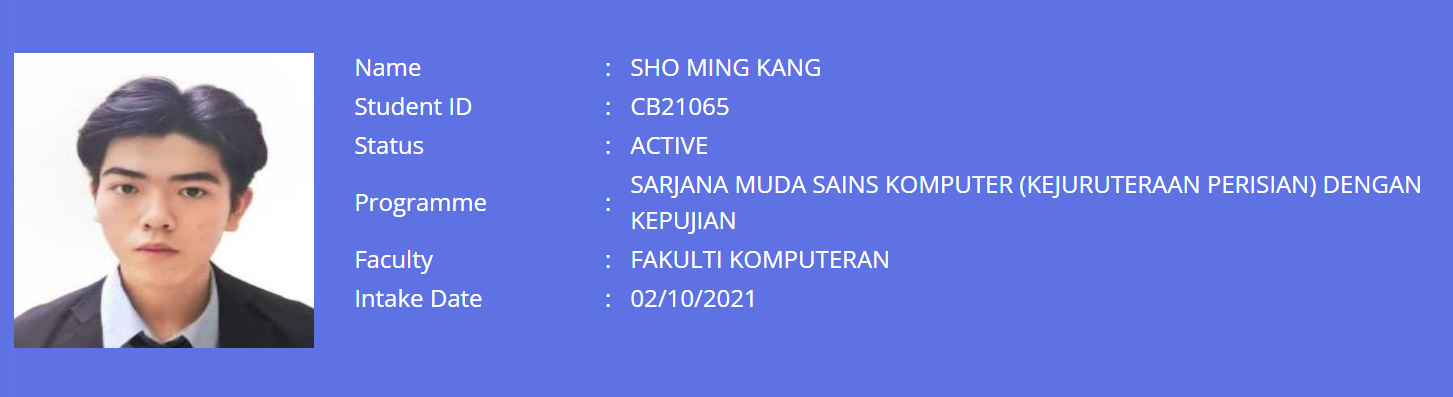 Name : SHO MING KANG
Student ID : CB21065
Status : ACTIVE
Programme : SARJANA MUDA SAINS KOMPUTER (KEJURUTERAAN PERISIAN) DENGAN
KEPUJIAN
Faculty : FAKULTI KOMPUTERAN
Intake Date : 02/10/2021